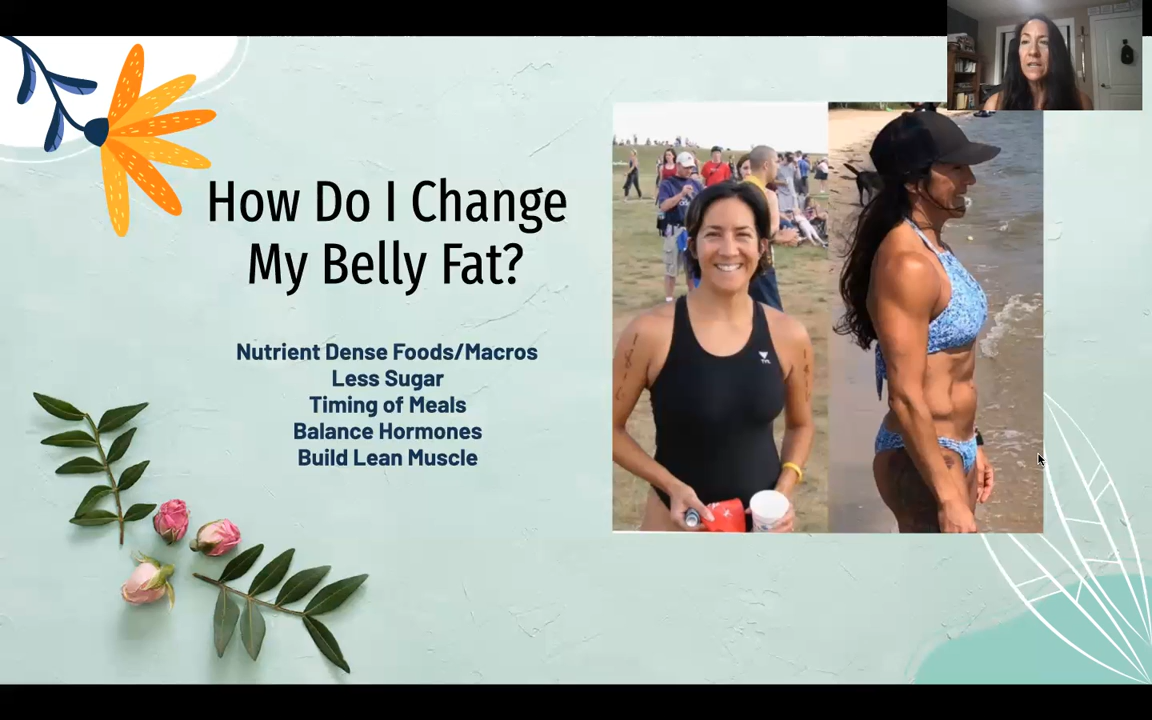 How Do I Change
My Belly Fat?
Nutrient Dense Foods/Macros
Less Sugar
Timing of Meals
Balance Hormones
Build Lean Muscle